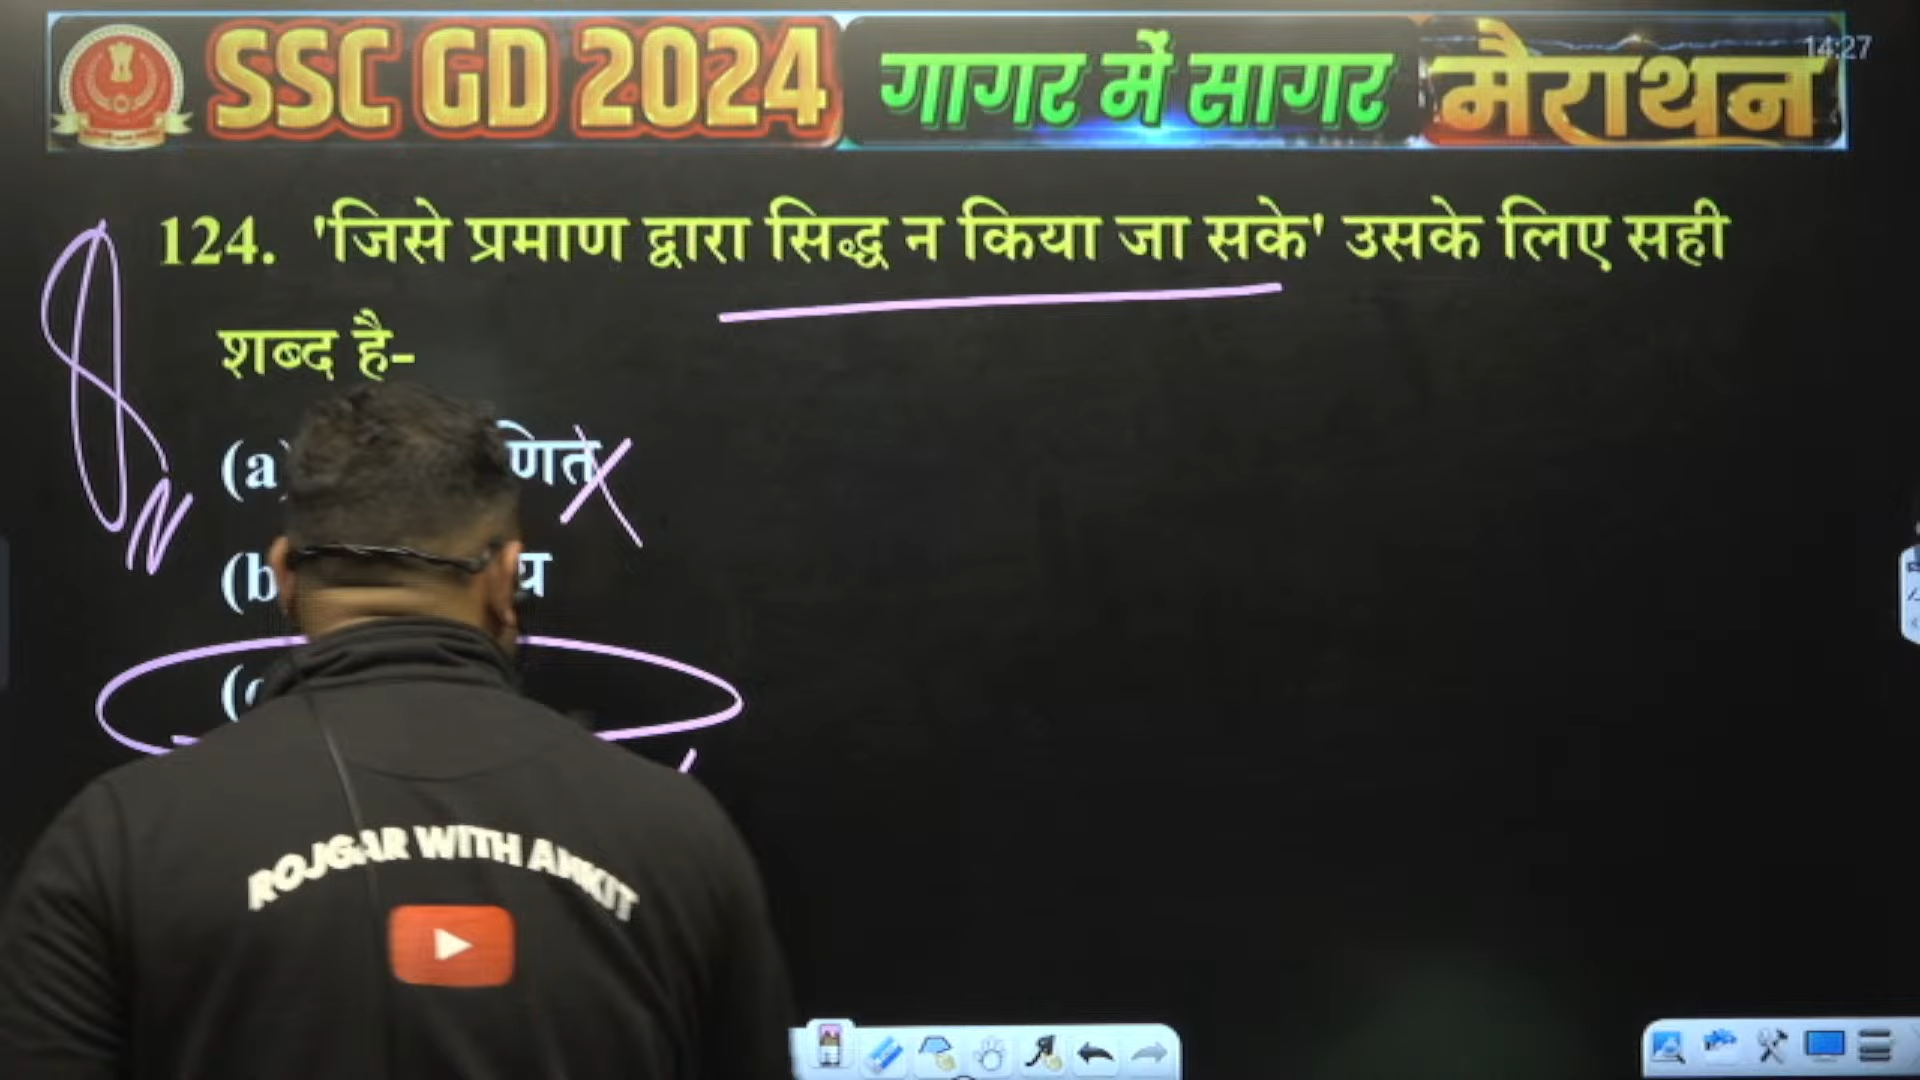 SSC GD 2024 गागर में सागर मैराथन
14:27
124. 'जिसे प्रमाण द्वारा सिद्ध न किया जा सके' उसके लिए सही
शब्द है-
(a)
(b
ROJGAR WITH ANKIT